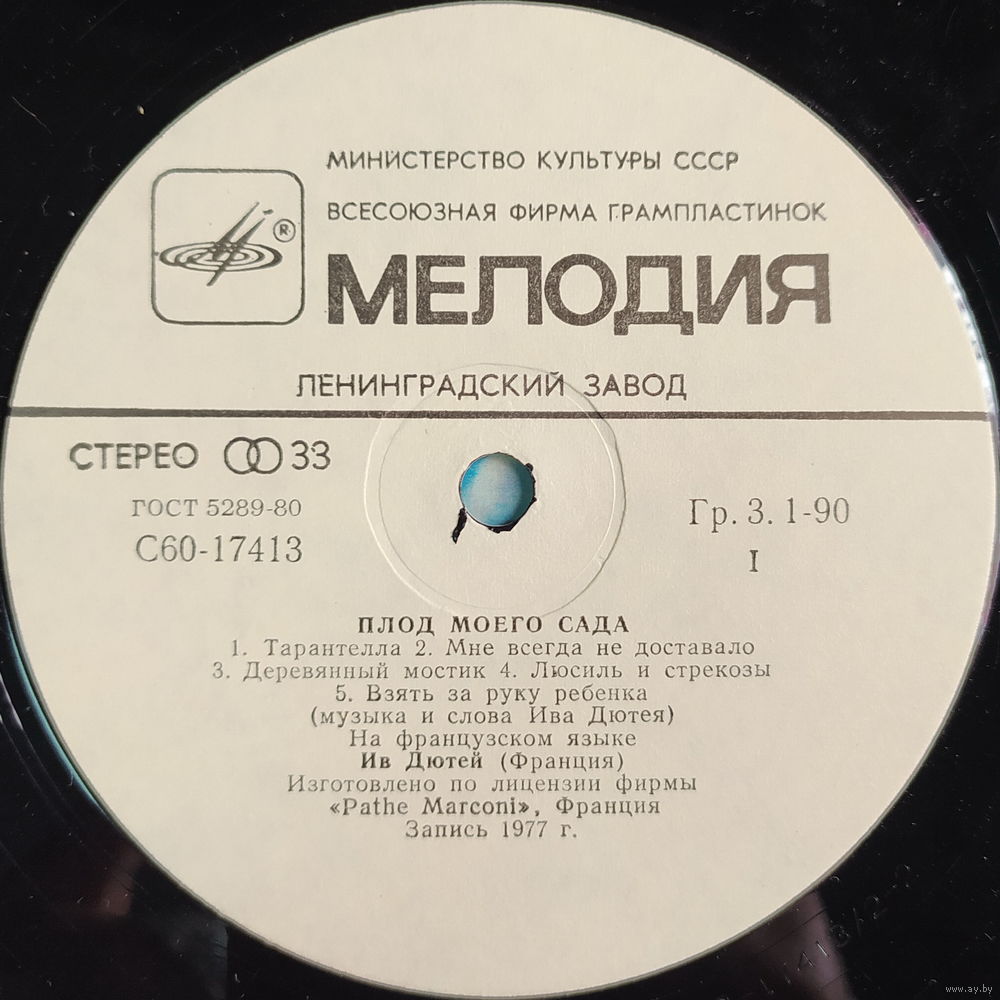 МИНИСТЕРСТВО КУЛЬТУРЫ СССР
ВСЕСОЮЗНАЯ ФИРМА ГРАМПЛАСТИНОК
®
МЕЛОДИЯ
ЛЕНИНГРАДСКИЙ ЗАВОД
СТЕРЕО 33
ГОСТ 5289-80
С60-17413
Гр. 3. 1-90
I
ПЛОД МОЕГО САДА
1. Тарантелла 2. Мне всегда не доставало
3. Деревянный мостик 4. Люсиль и стрекозы
5. Взять за руку ребенка
(музыка и слова Ива Дютея)
На французском языке
Ив Дютей (Франция)
Изготовлено по лицензии фирмы
«Pathe Marconi», Франция
Запись 1977 г.
www.ay.by